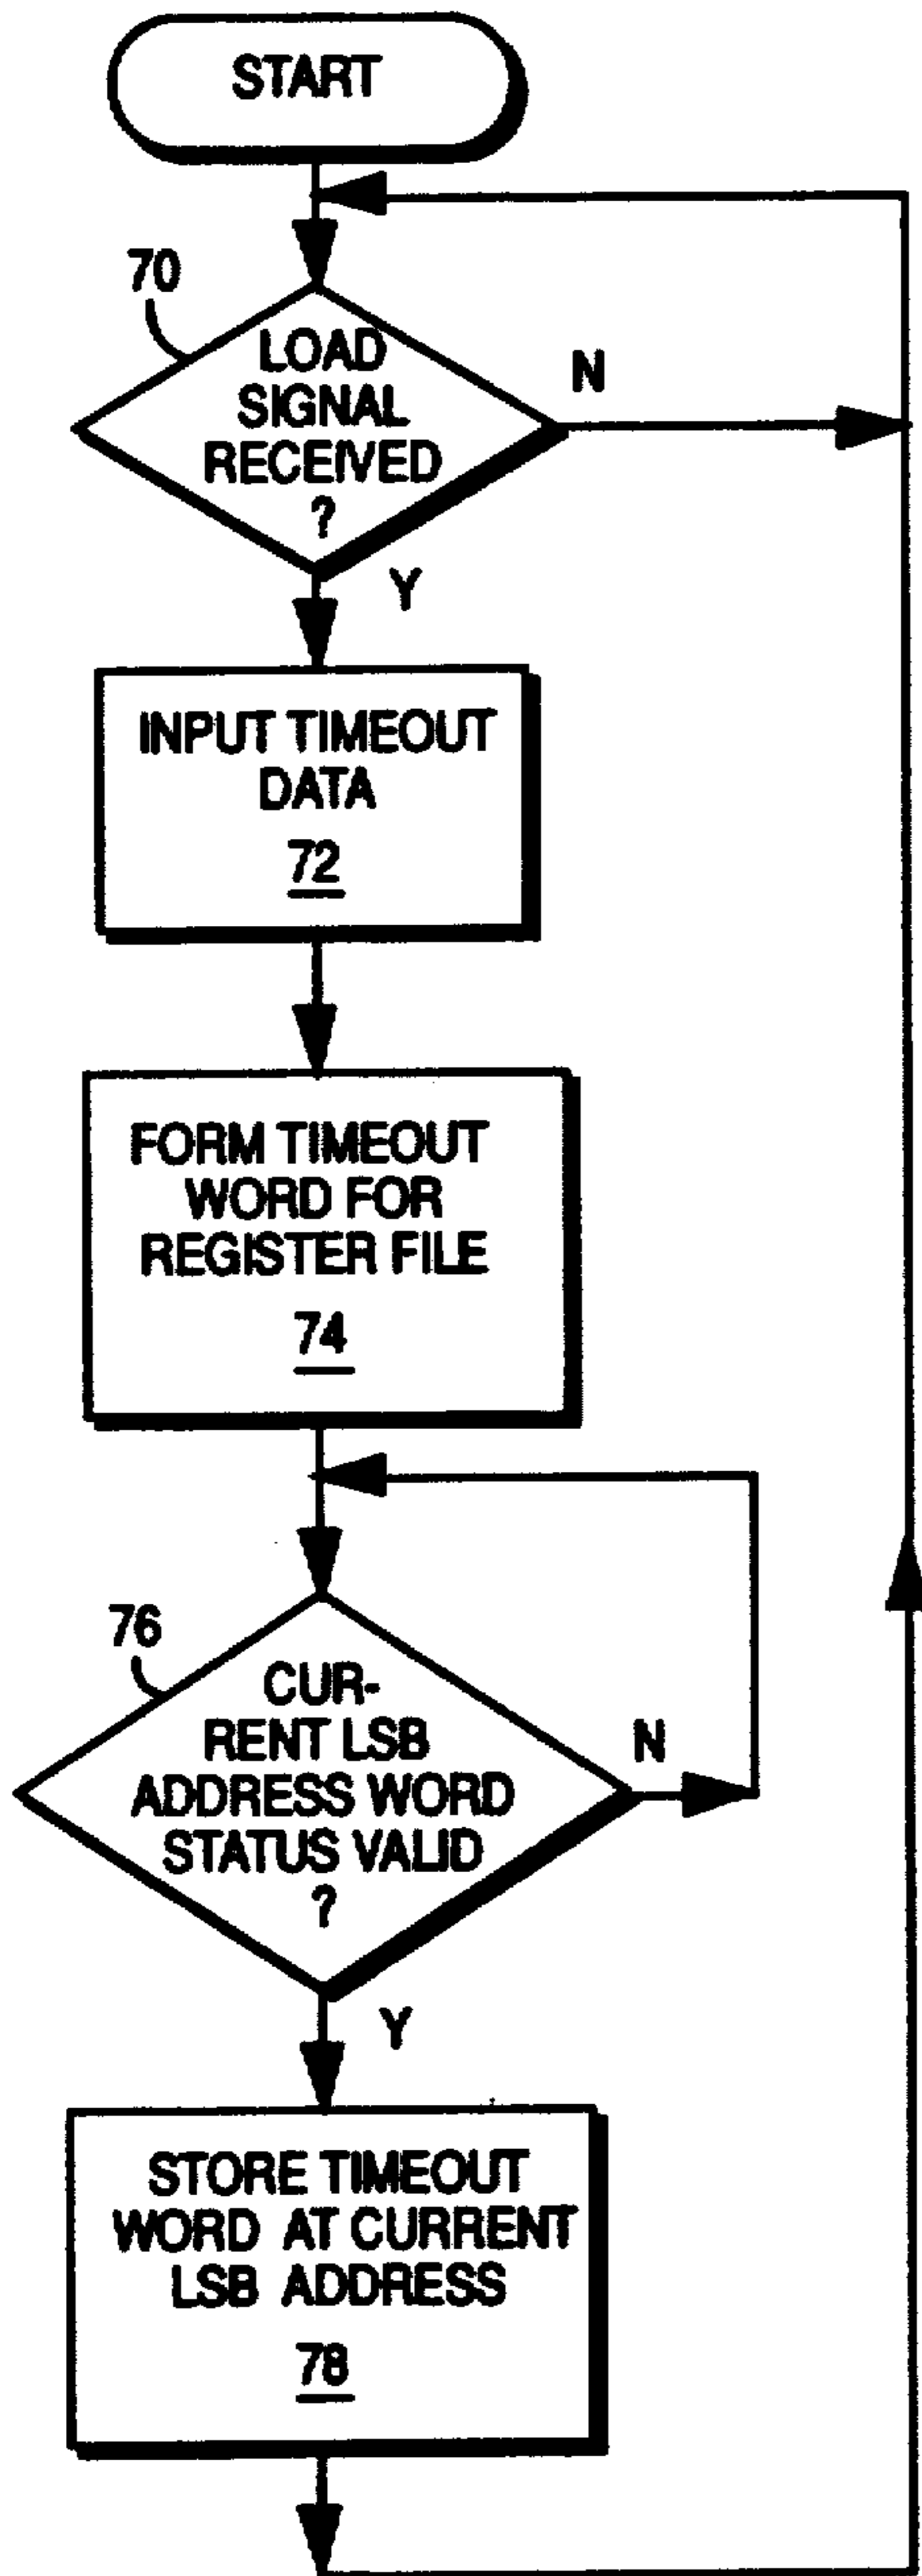 START
70
LOAD
SIGNAL
RECEIVED
?
N
Y
INPUT TIMEOUT
DATA
72
FORM TIMEOUT
WORD FOR
REGISTER FILE
74
76
CUR-
RENT LSB
ADDRESS WORD
STATUS VALID
?
N
Y
STORE TIMEOUT
WORD AT CURRENT
LSB ADDRESS
78